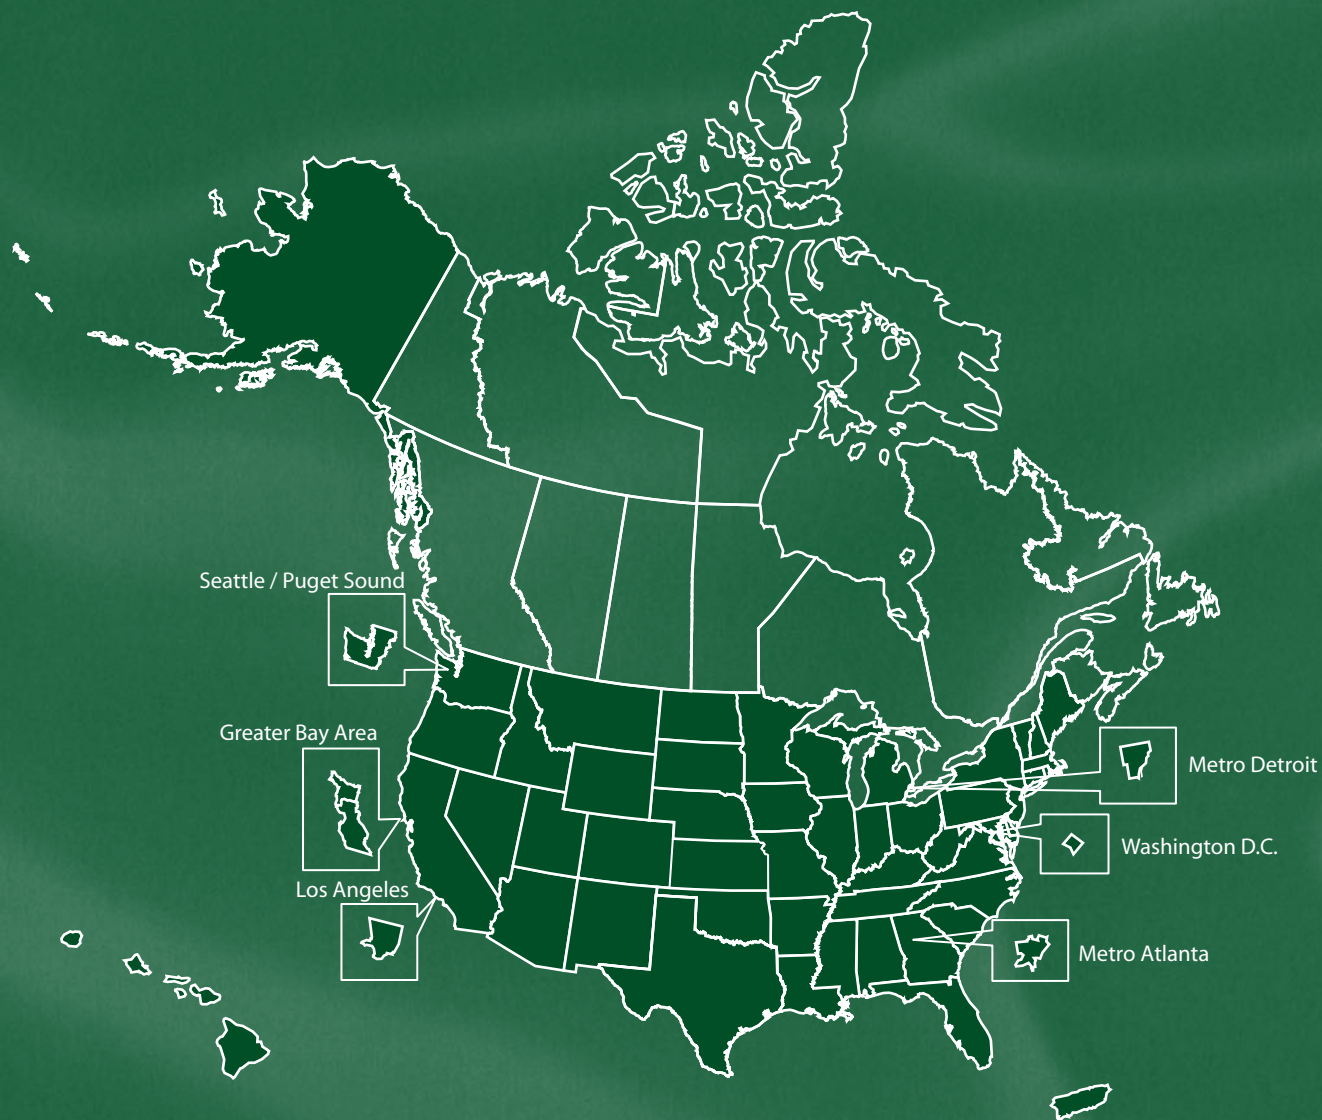 Seattle / Puget Sound
Greater Bay Area
Metro Detroit
Washington D.C.
Los Angeles
Metro Atlanta